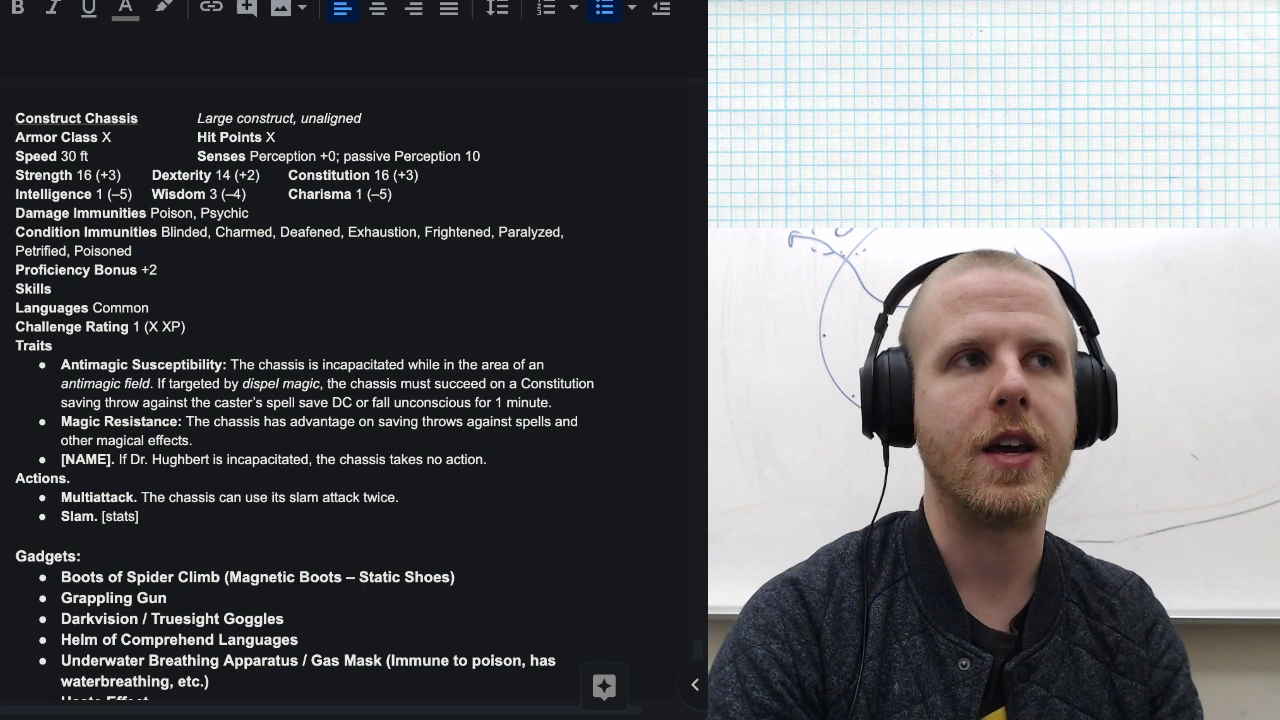 Construct Chassis Large construct, unaligned
Armor Class X Hit Points X
Speed 30 ft Senses Perception +0; passive Perception 10
Strength 16 (+3) Dexterity 14 (+2) Constitution 16 (+3)
Intelligence 1 (–5) Wisdom 3 (–4) Charisma 1 (–5)
Damage Immunities Poison, Psychic
Condition Immunities Blinded, Charmed, Deafened, Exhaustion, Frightened, Paralyzed,
Petrified, Poisoned
Proficiency Bonus +2
Skills
Languages Common
Challenge Rating 1 (X XP)
Traits
● Antimagic Susceptibility: The chassis is incapacitated while in the area of an
antimagic field. If targeted by dispel magic, the chassis must succeed on a Constitution
saving throw against the caster's spell save DC or fall unconscious for 1 minute.
● Magic Resistance: The chassis has advantage on saving throws against spells and
other magical effects.
● [NAME]. If Dr. Hughbert is incapacitated, the chassis takes no action.
Actions.
● Multiattack. The chassis can use its slam attack twice.
● Slam. [stats]
Gadgets:
● Boots of Spider Climb (Magnetic Boots – Static Shoes)
● Grappling Gun
● Darkvision / Truesight Goggles
● Helm of Comprehend Languages
● Underwater Breathing Apparatus / Gas Mask (Immune to poison, has
waterbreathing, etc.)